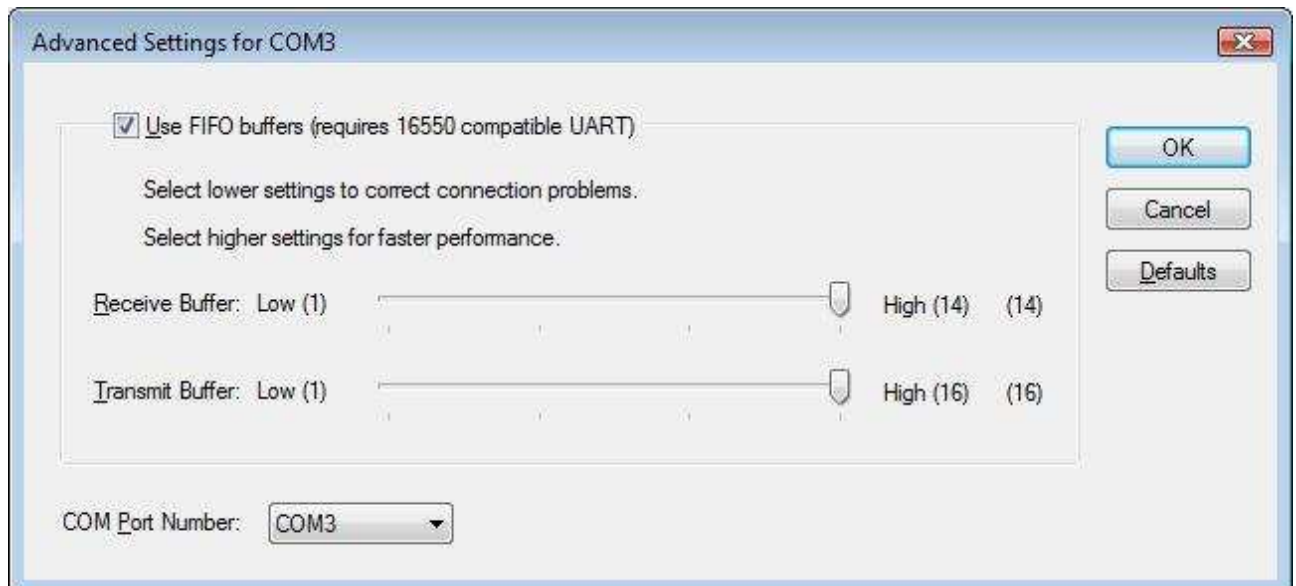 Advanced Settings for COM3
Use FIFO buffers (requires 16550 compatible UART)
Select lower settings to correct connection problems.
Select higher settings for faster performance.
Receive Buffer: Low (1) High (14) (14)
Transmit Buffer: Low (1) High (16) (16)
COM Port Number: COM3
OK
Cancel
Defaults